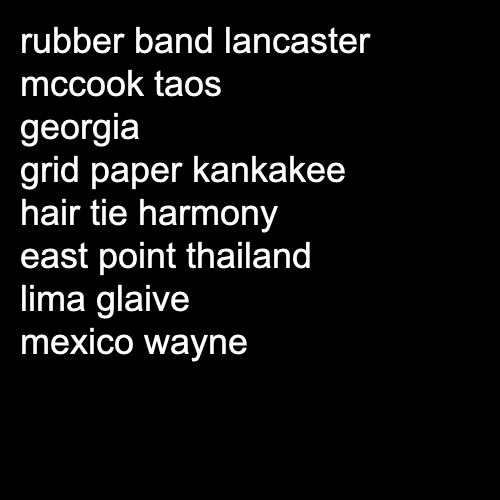 rubber band lancaster
mccook taos
georgia
grid paper kankakee
hair tie harmony
east point thailand
lima glaive
mexico wayne